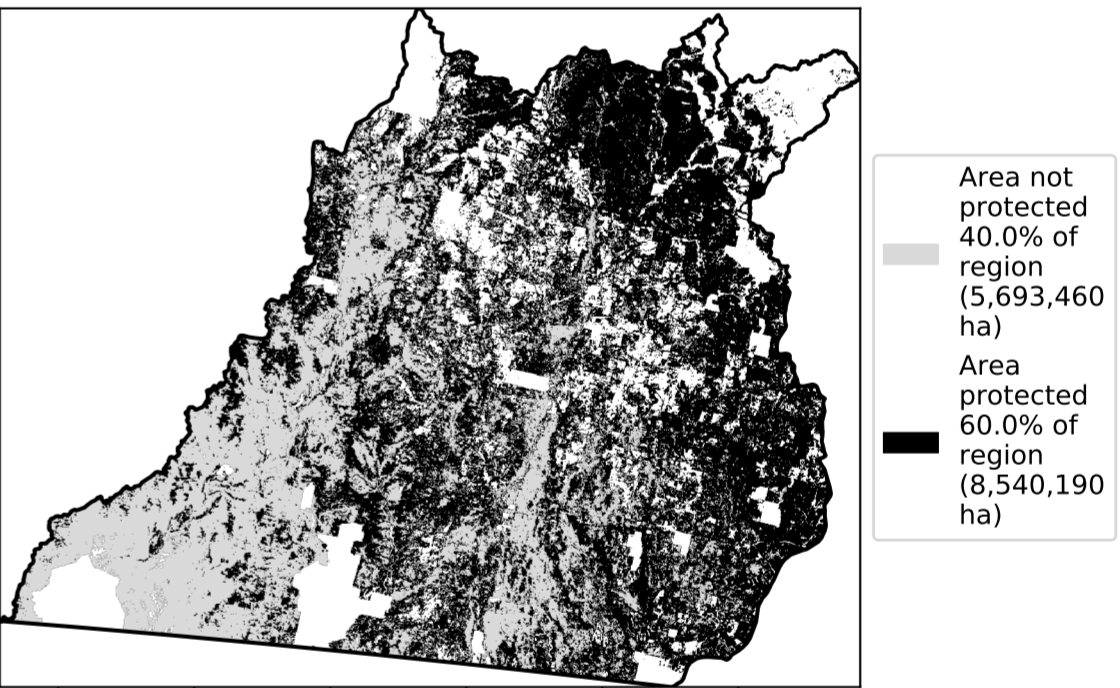 Area not
protected
40.0% of
region
(5,693,460
ha)
Area
protected
60.0% of
region
(8,540,190
ha)